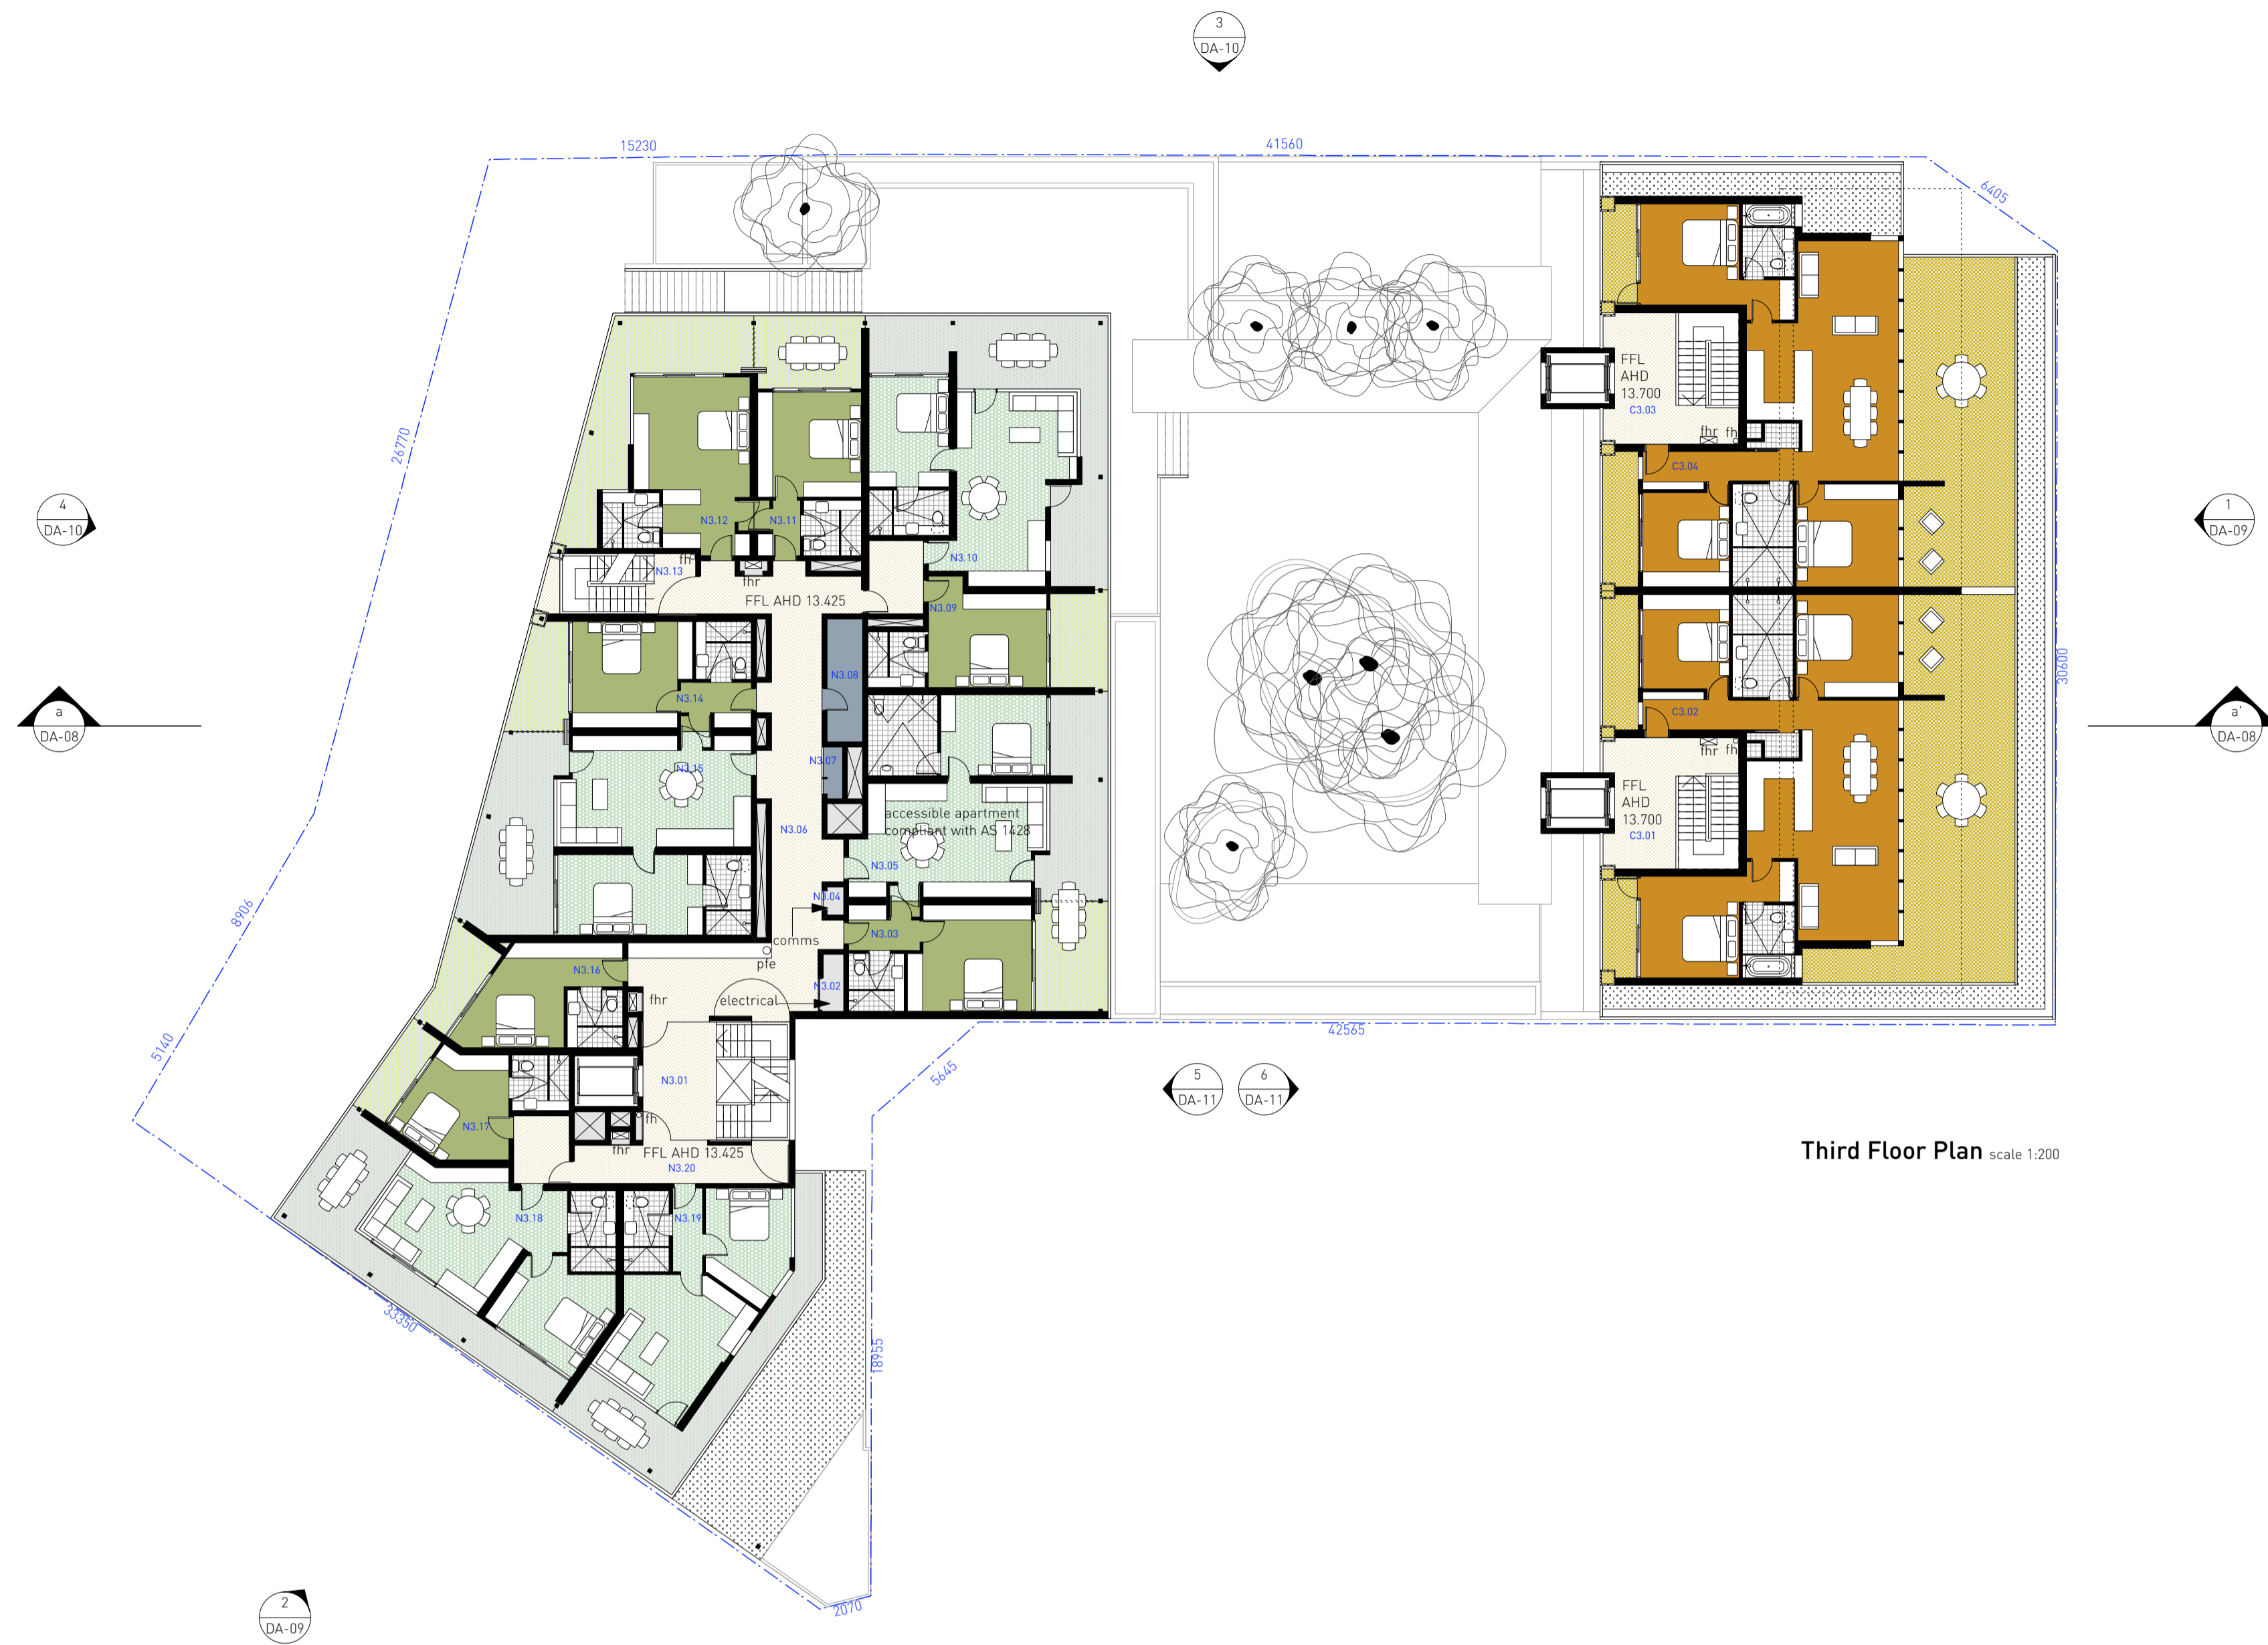 3
DA-10
15230
41560
6405
26770
4
DA-10
1
DA-09
FFL
AHD
13.700
C3.03
fhr
fh
C3.04
N3.12
N3.11
N3.10
fh
N3.13
fhr
FFL AHD 13.425
N3.09
N3.08
N3.14
a
DA-08
a'
DA-08
30600
C3.02
fhr
fh
N3.15
N3.07
FFL
AHD
13.700
C3.01
accessible apartment
compliant with AS 1428
N3.06
N3.05
N3.04
8906
N3.03
comms
pfe
N3.16
N3.02
fhr
electrical
5140
42565
5645
5
DA-11
6
DA-11
N3.01
fh
N3.17
fhr
FFL AHD 13.425
N3.20
Third Floor Plan scale 1:200
N3.18
N3.19
33350
18955
2
DA-09
2070